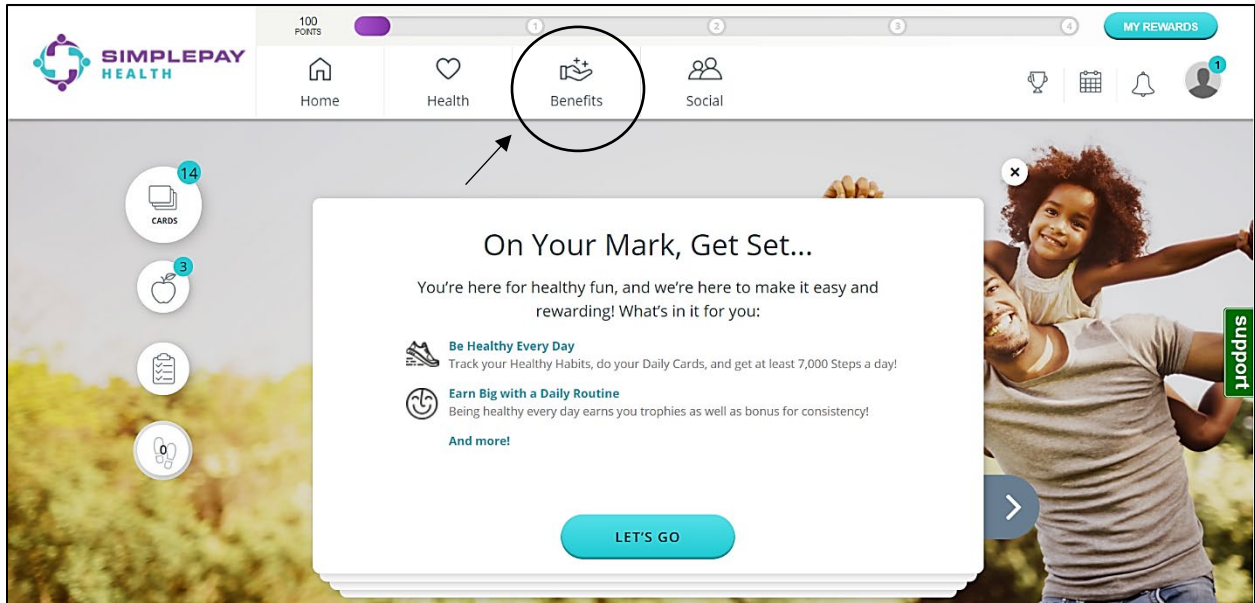 100
POINTS
1
2
3
4
MY REWARDS
SIMPLEPAY
HEALTH
Home
Health
Benefits
Social
1
14
CARDS
3
0
×
On Your Mark, Get Set...
You're here for healthy fun, and we're here to make it easy and
rewarding! What's in it for you:
Be Healthy Every Day
Track your Healthy Habits, do your Daily Cards, and get at least 7,000 Steps a day!
Earn Big with a Daily Routine
Being healthy every day earns you trophies as well as bonus for consistency!
And more!
LET'S GO
support